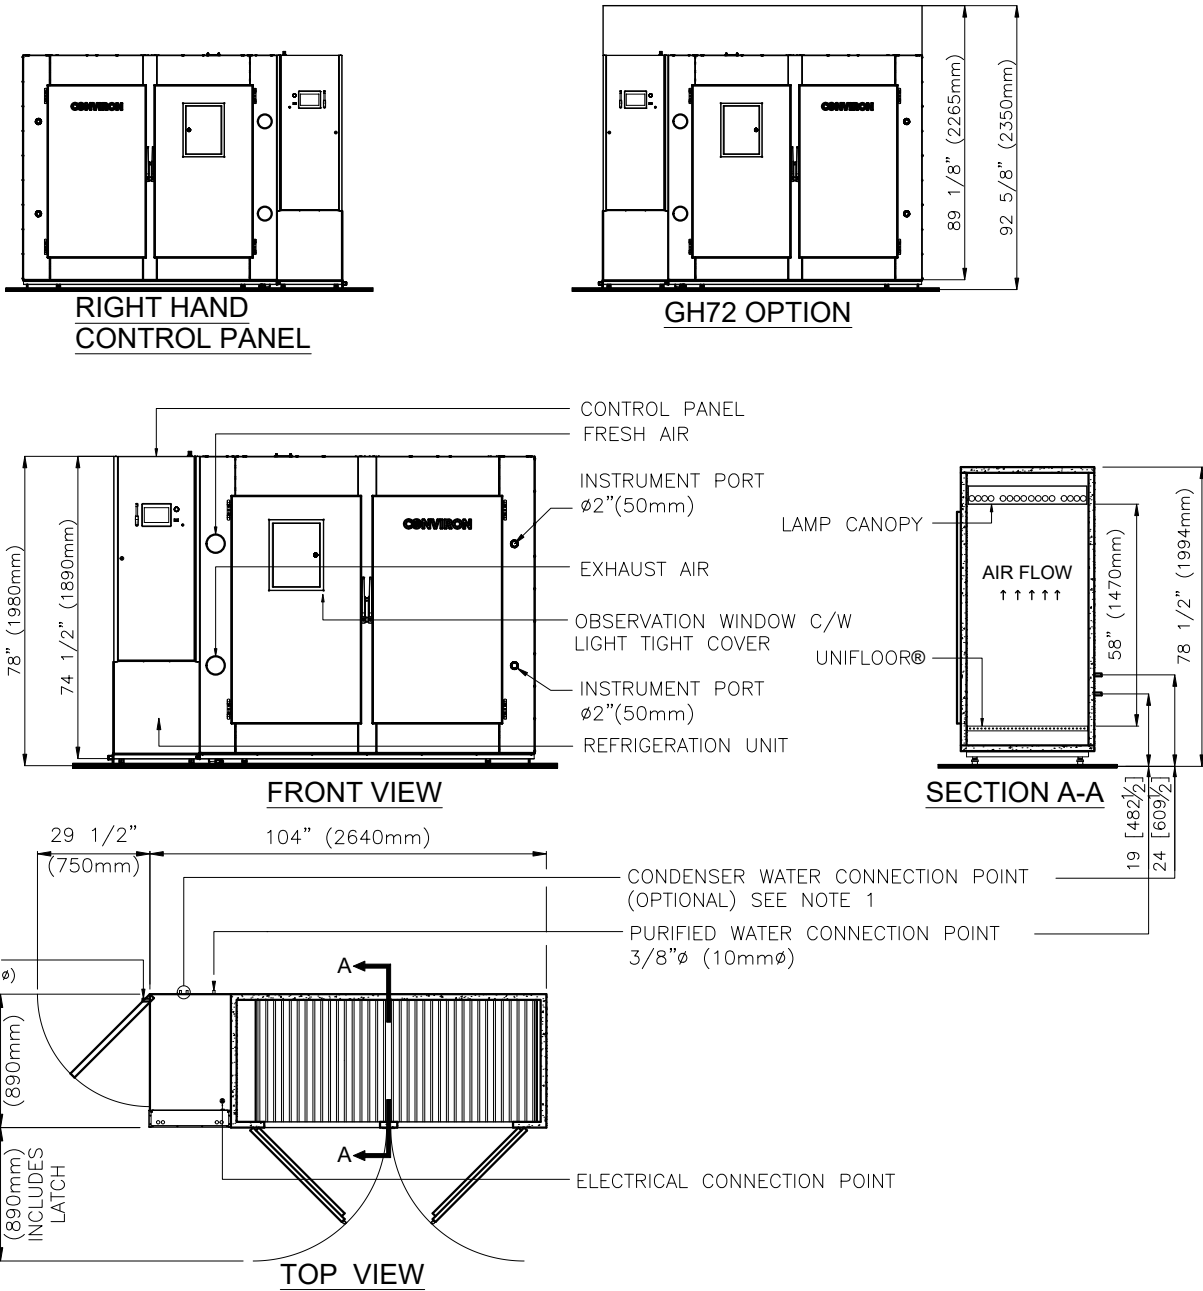 CONVIRON
RIGHT HAND
CONTROL PANEL
CONVIRON
89 1/8" (2265mm)
92 5/8" (2350mm)
GH72 OPTION
CONTROL PANEL
FRESH AIR
INSTRUMENT PORT
ø2"(50mm)
EXHAUST AIR
OBSERVATION WINDOW C/W
LIGHT TIGHT COVER
INSTRUMENT PORT
ø2"(50mm)
REFRIGERATION UNIT
CONVIRON
78" (1980mm)
74 1/2" (1890mm)
FRONT VIEW
LAMP CANOPY
AIR FLOW
↑ ↑ ↑ ↑ ↑
UNIFLOOR®
58" (1470mm)
78 1/2" (1994mm)
SECTION A-A
19 [482½]
24 [609½]
29 1/2"
(750mm)
104" (2640mm)
CONDENSER WATER CONNECTION POINT
(OPTIONAL) SEE NOTE 1
PURIFIED WATER CONNECTION POINT
3/8"ø (10mmø)
ø)
A
A
(890mm)
(890mm)
INCLUDES
LATCH
ELECTRICAL CONNECTION POINT
TOP VIEW